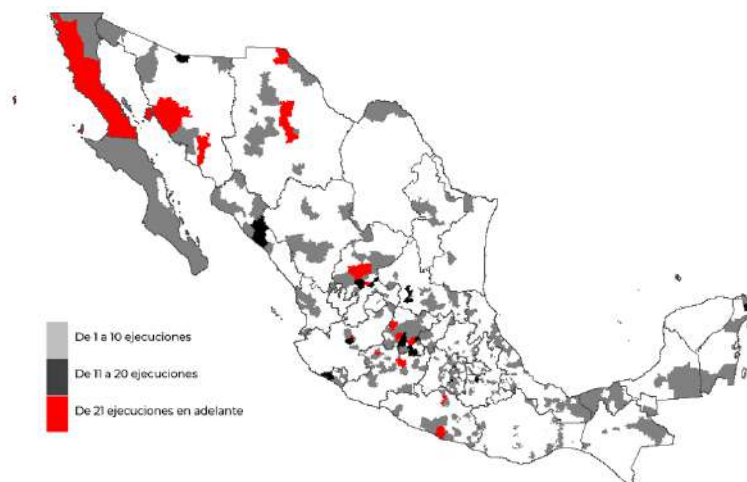 De 1 a 10 ejecuciones
De 11 a 20 ejecuciones
De 21 ejecuciones en adelante